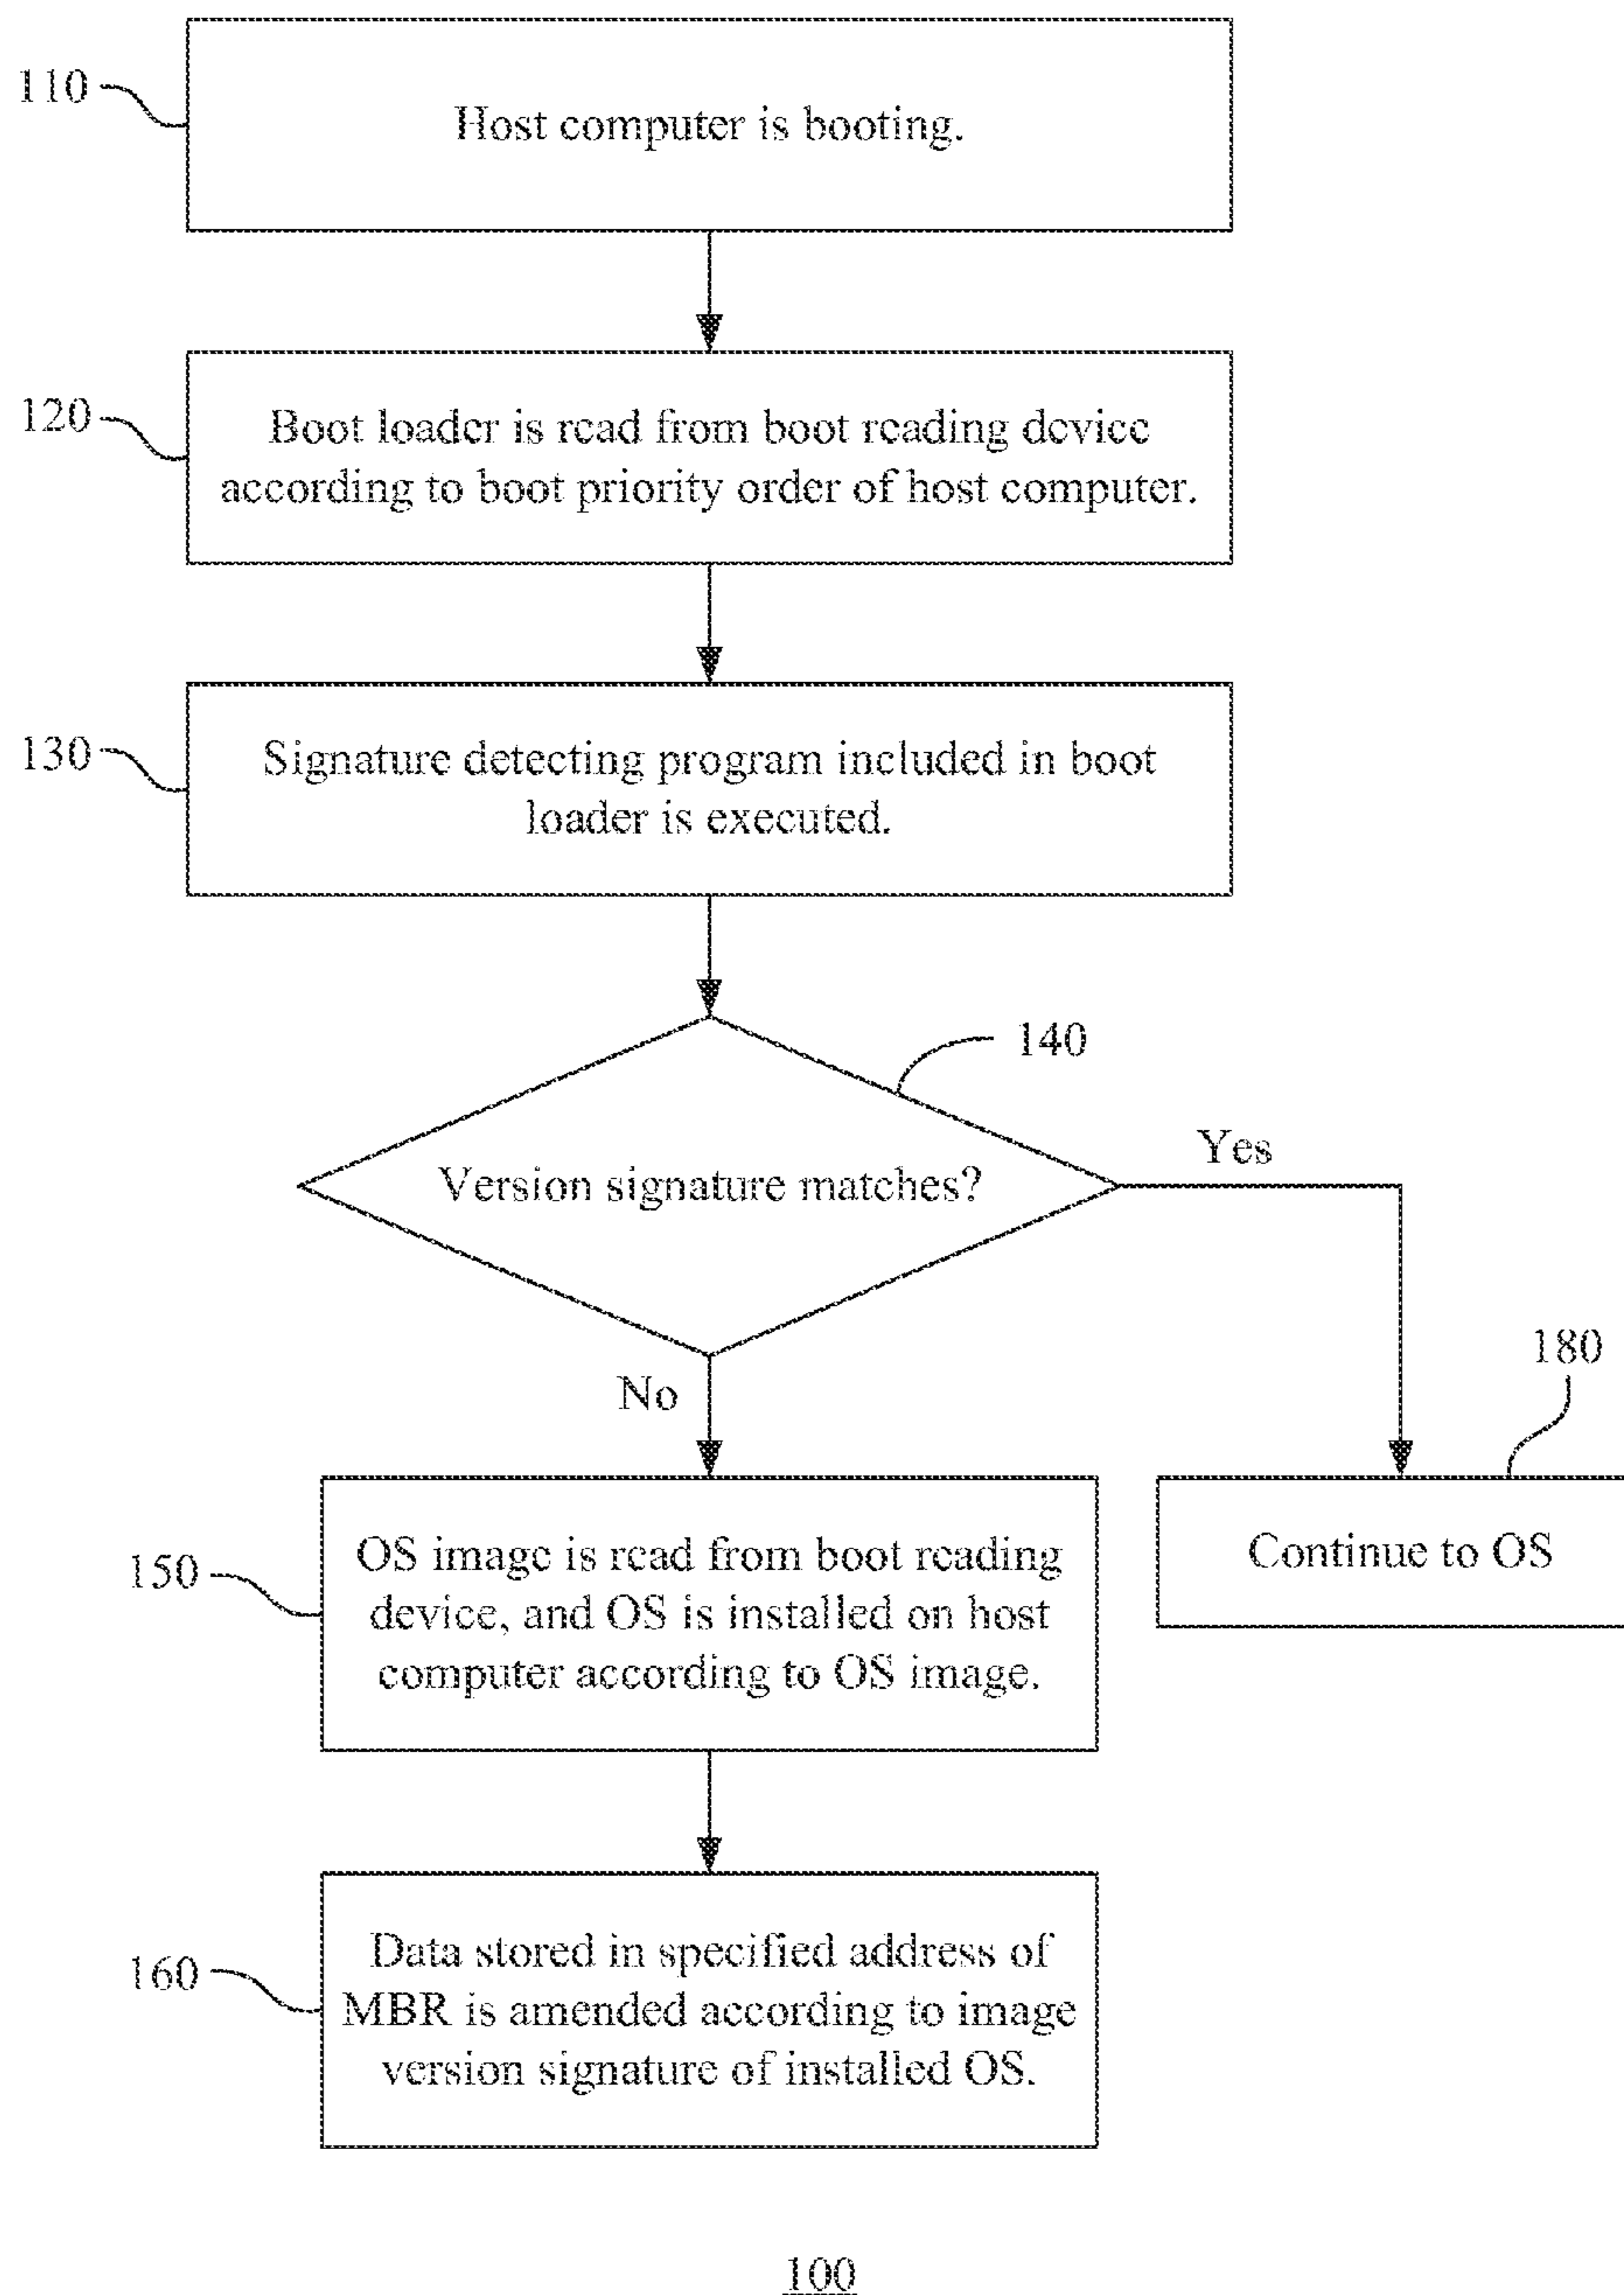 110
Host computer is booting.
120
Boot loader is read from boot reading device
according to boot priority order of host computer.
130
Signature detecting program included in boot
loader is executed.
140
Version signature matches?
Yes
No
180
150
OS image is read from boot reading
device, and OS is installed on host
computer according to OS image.
Continue to OS
160
Data stored in specified address of
MBR is amended according to image
version signature of installed OS.
100